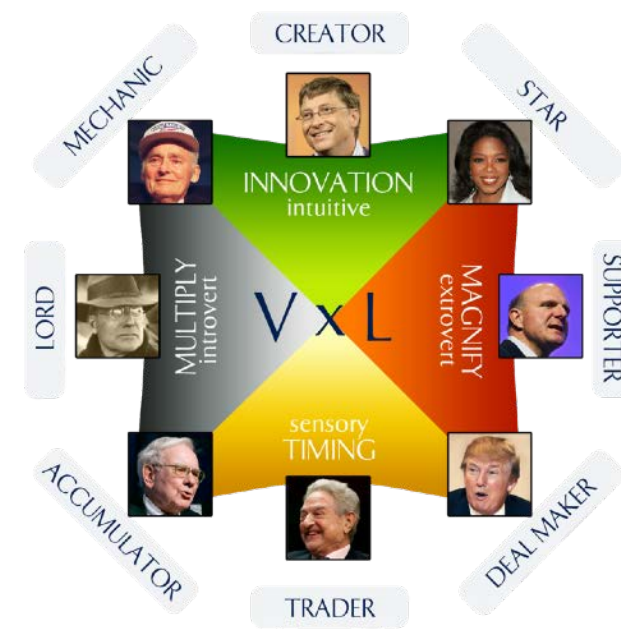 CREATOR
MECHANIC
STAR
INNOVATION
intuitive
LORD
MULTIPLY
introvert
V x L
MAGNIFY
extrovert
SUPPORTER
sensory
TIMING
ACCUMULATOR
DEAL MAKER
TRADER